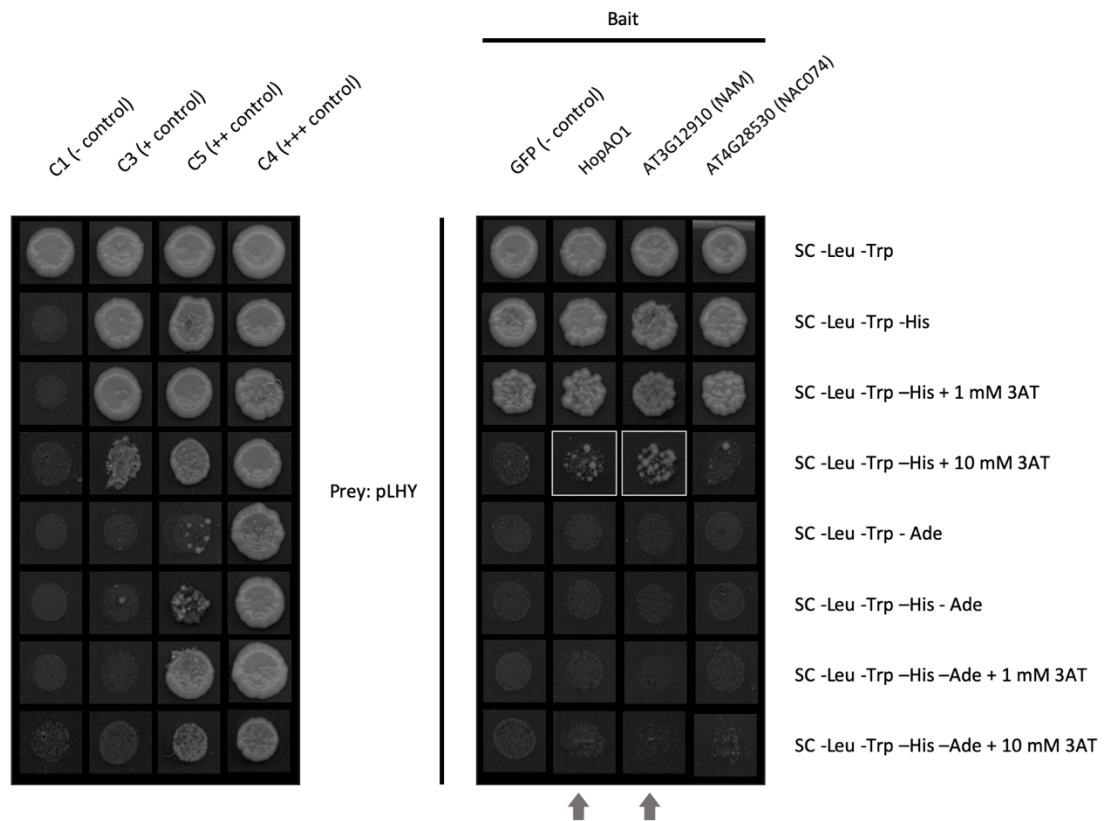 Bait
C1 (- control)
C3 (+ control)
C5 (++ control)
C4 (+++ control)
GFP (- control)
HopAO1
AT3G12910 (NAM)
AT4G28530 (NAC074)
Prey: pLHY
SC -Leu -Trp
SC -Leu -Trp -His
SC -Leu -Trp –His + 1 mM 3AT
SC -Leu -Trp –His + 10 mM 3AT
SC -Leu -Trp - Ade
SC -Leu -Trp –His - Ade
SC -Leu -Trp –His –Ade + 1 mM 3AT
SC -Leu -Trp –His –Ade + 10 mM 3AT